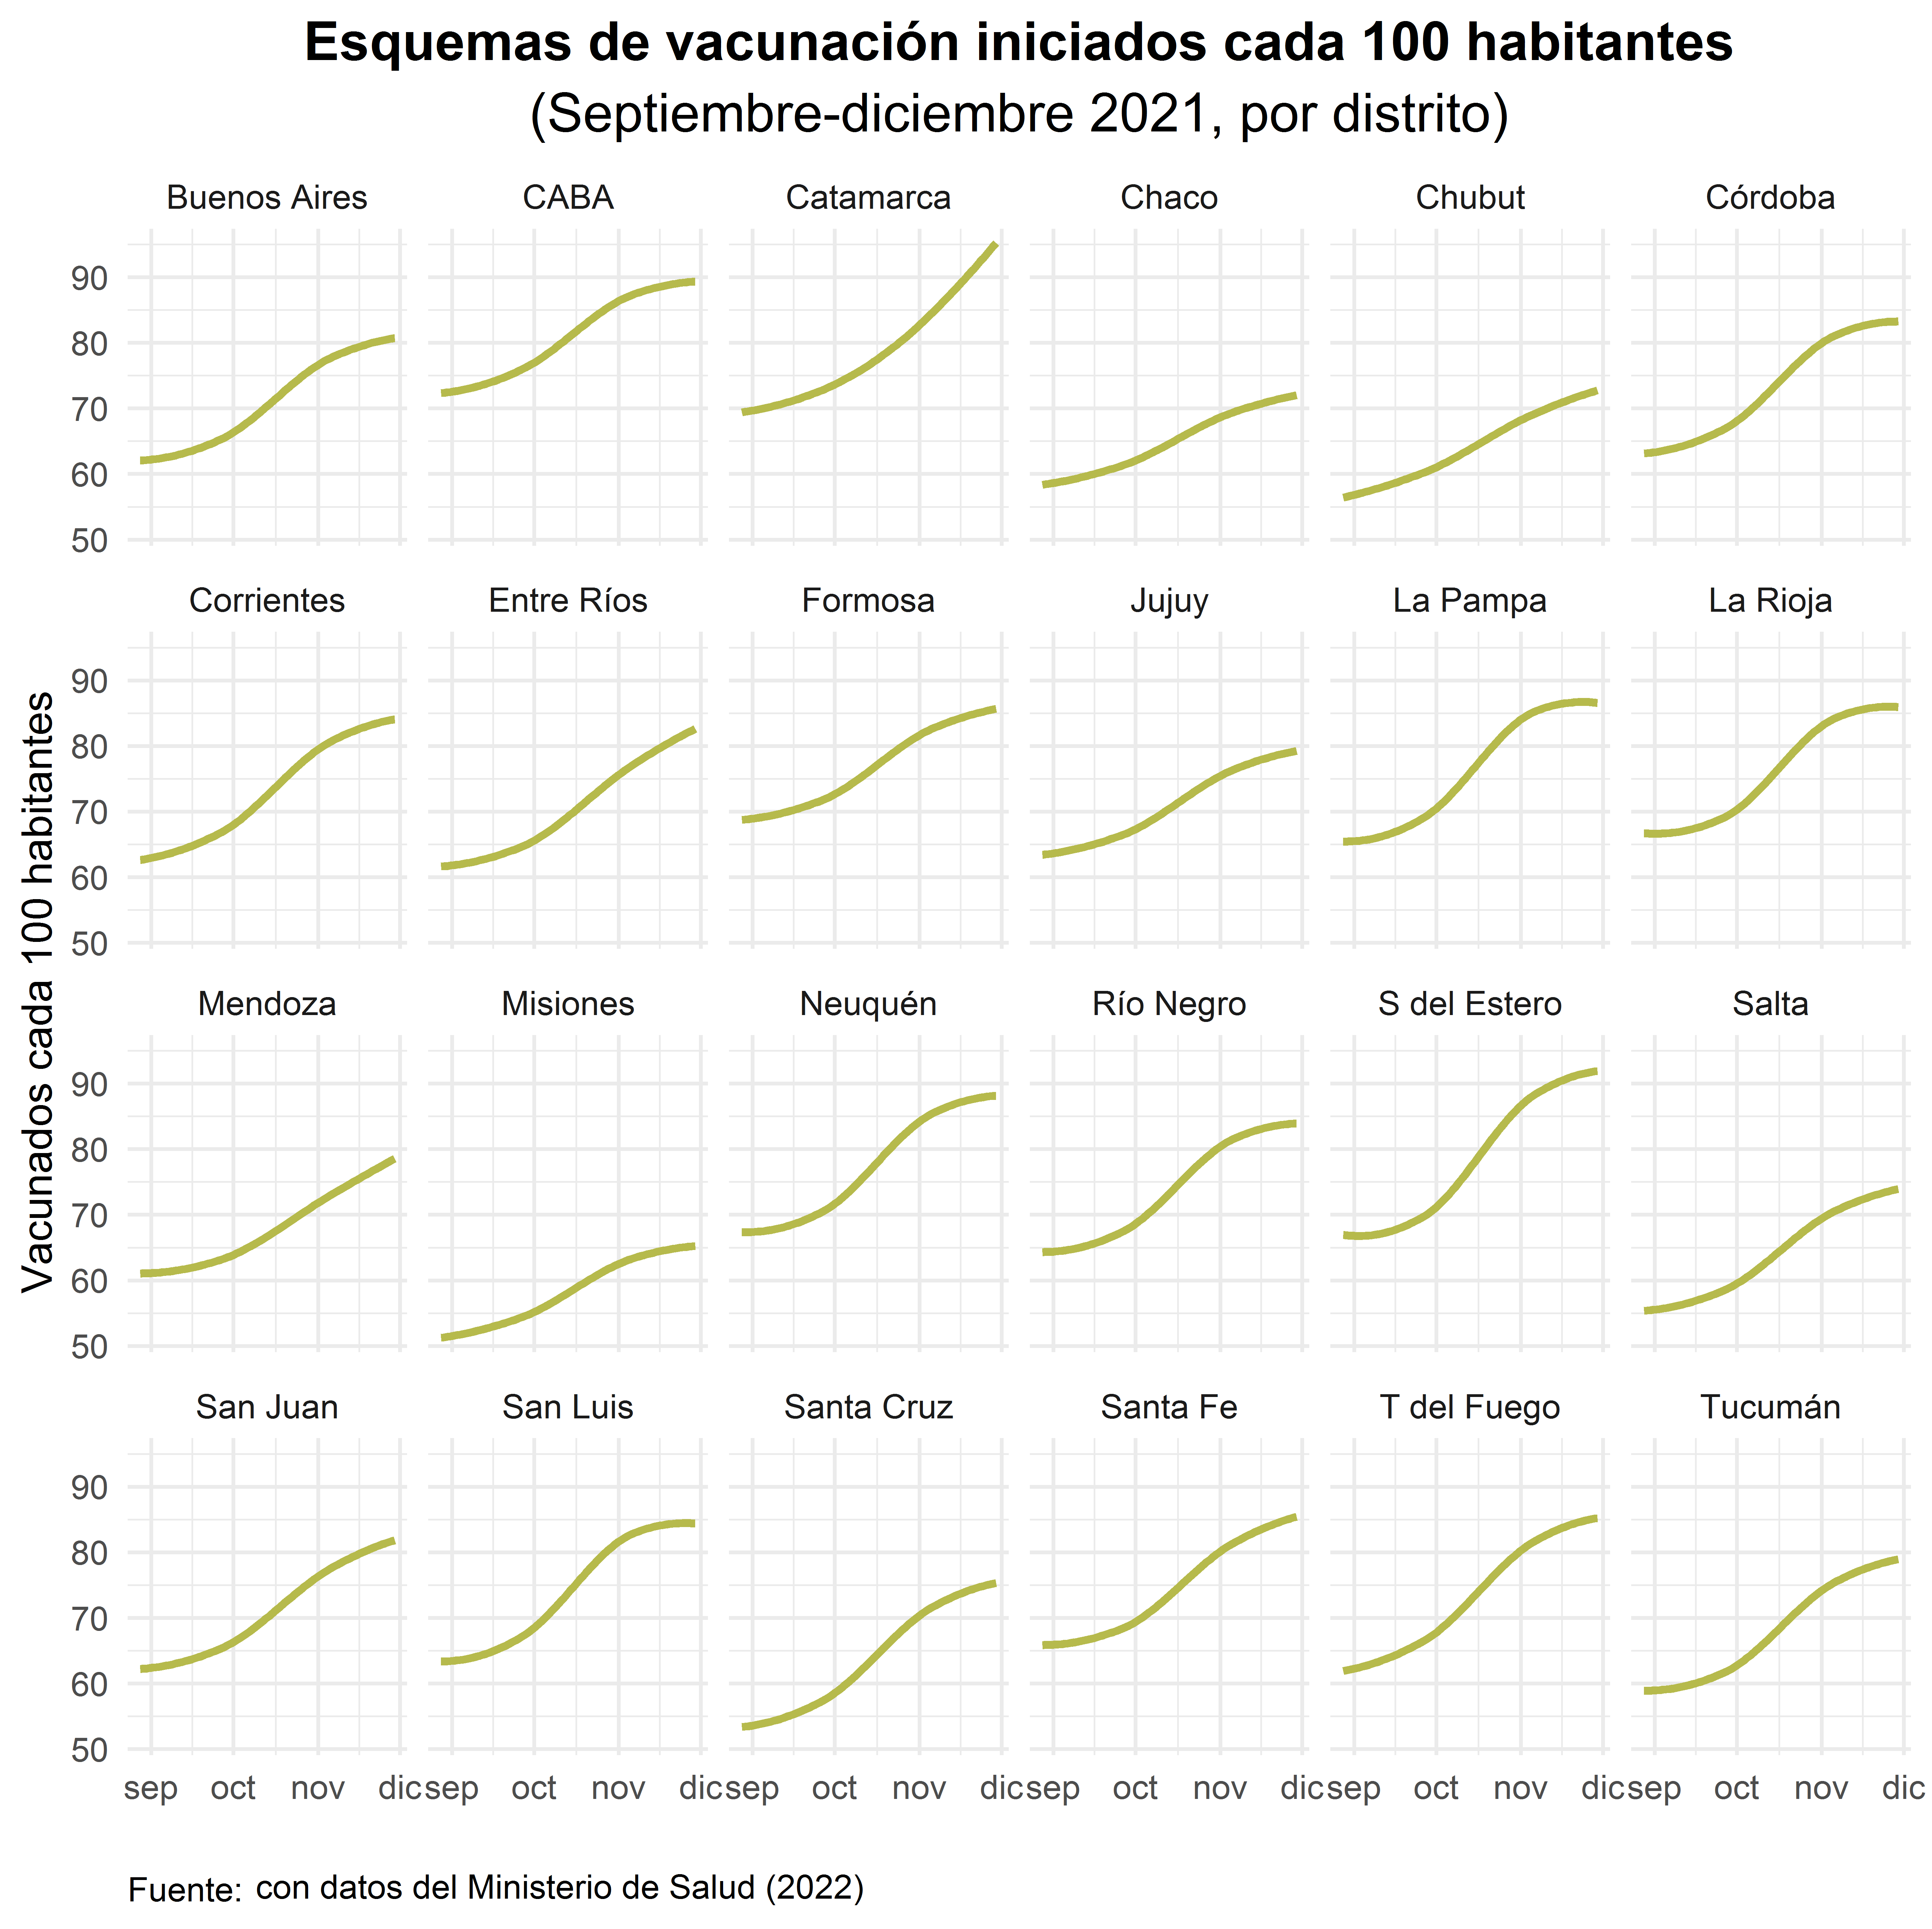 Esquemas de vacunación iniciados cada 100 habitantes
(Septiembre-diciembre 2021, por distrito)
Vacunados cada 100 habitantes
Buenos Aires CABA Catamarca Chaco Chubut Córdoba
90
80
70
60
50
Corrientes Entre Ríos Formosa Jujuy La Pampa La Rioja
90
80
70
60
50
Mendoza Misiones Neuquén Río Negro S del Estero Salta
90
80
70
60
50
San Juan San Luis Santa Cruz Santa Fe T del Fuego Tucumán
90
80
70
60
50
sep oct nov dic sep oct nov dic sep oct nov dic sep oct nov dic sep oct nov dic sep oct nov dic
Fuente: con datos del Ministerio de Salud (2022)